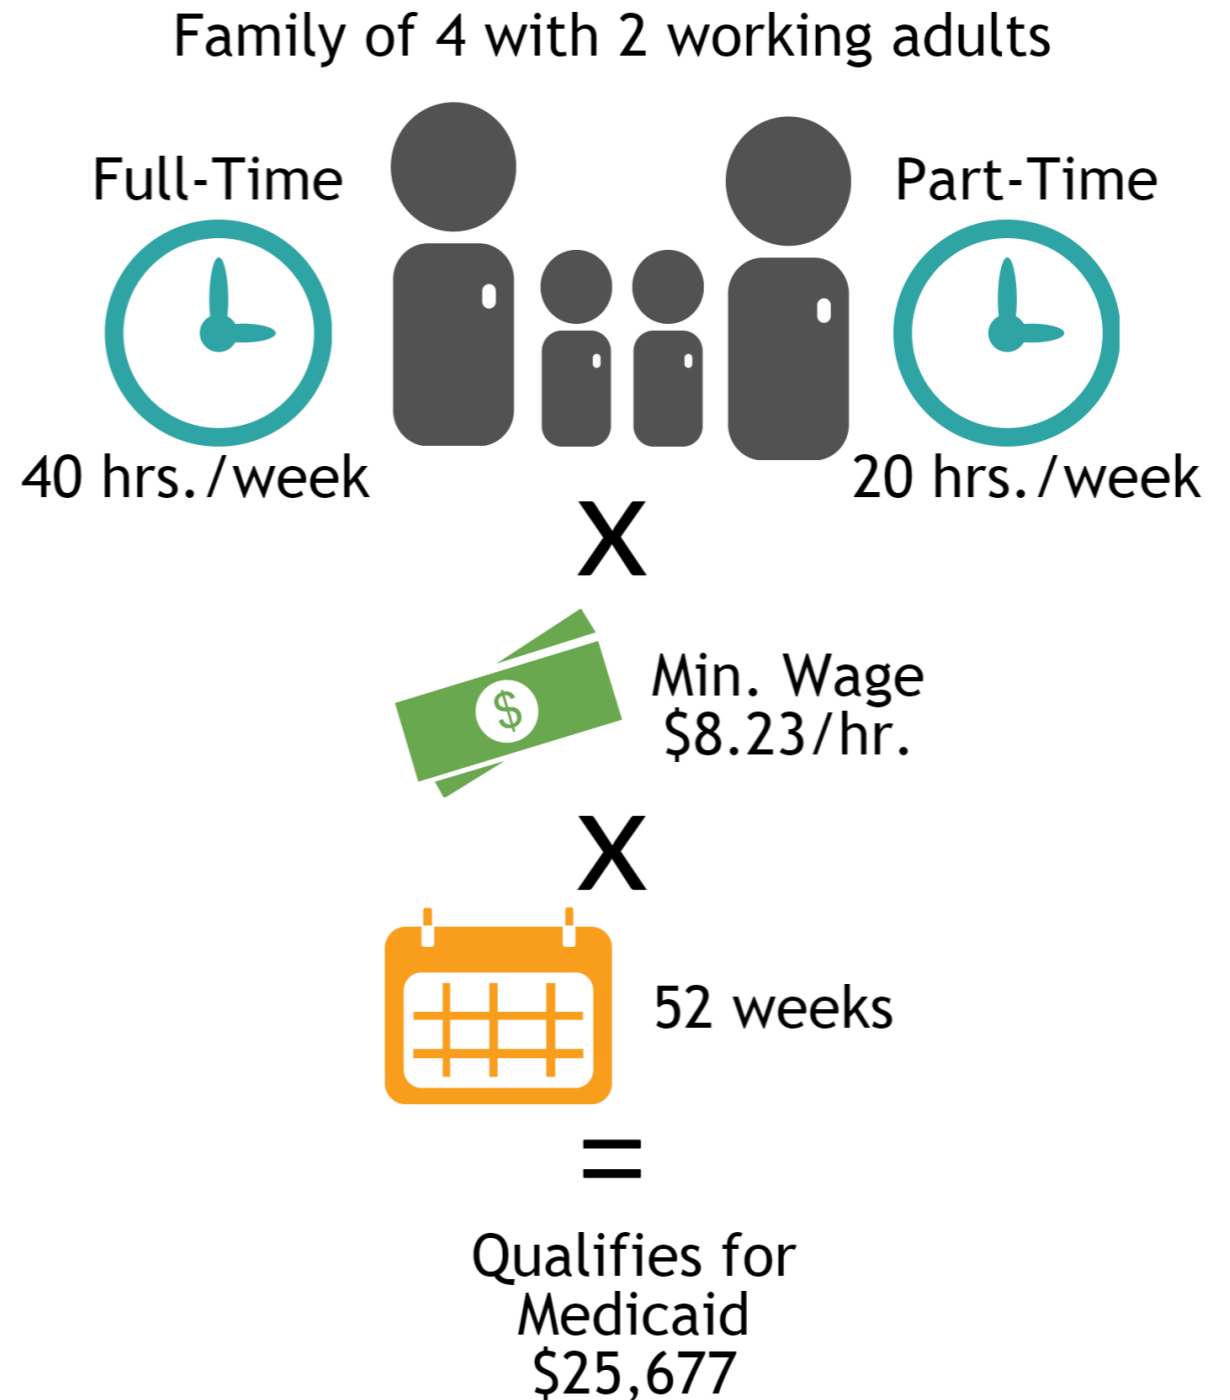 Family of 4 with 2 working adults
Full-Time
Part-Time
40 hrs./week
20 hrs./week
X
$
Min. Wage
$8.23/hr.
X
52 weeks
=
Qualifies for
Medicaid
$25,677